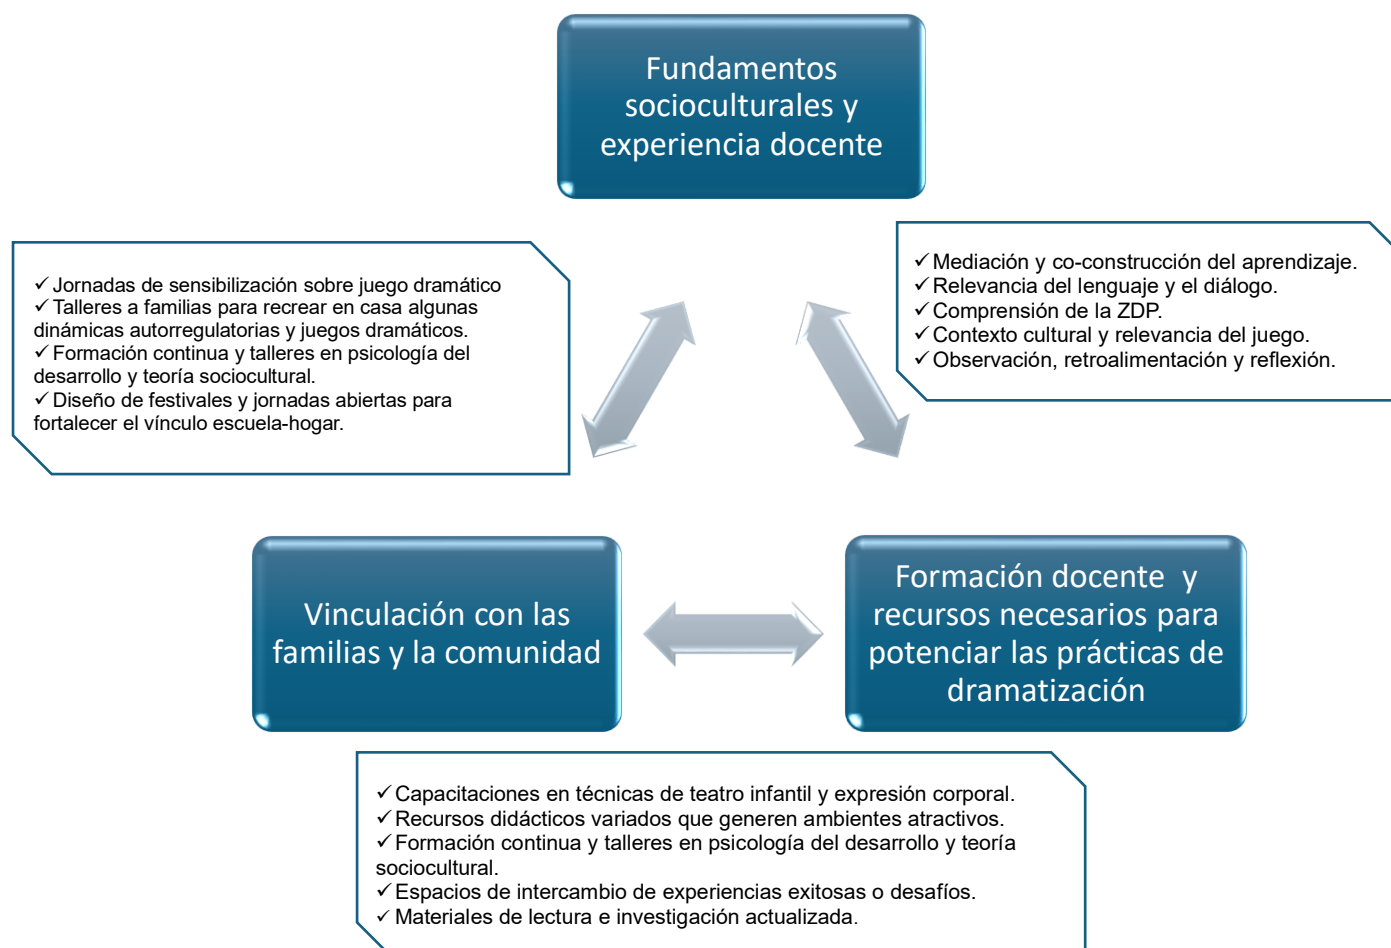 Fundamentos
socioculturales y
experiencia docente
✓Jornadas de sensibilización sobre juego dramático
✓Talleres a familias para recrear en casa algunas
dinámicas autorregulatorias y juegos dramáticos.
✓Formación continua y talleres en psicología del
desarrollo y teoría sociocultural.
✓Diseño de festivales y jornadas abiertas para
fortalecer el vínculo escuela-hogar.
✓Mediación y co-construcción del aprendizaje.
✓Relevancia del lenguaje y el diálogo.
✓Comprensión de la ZDP.
✓Contexto cultural y relevancia del juego.
✓Observación, retroalimentación y reflexión.
Vinculación con las
familias y la comunidad
Formación docente y
recursos necesarios para
potenciar las prácticas de
dramatización
✓Capacitaciones en técnicas de teatro infantil y expresión corporal.
✓Recursos didácticos variados que generen ambientes atractivos.
✓Formación continua y talleres en psicología del desarrollo y teoría
sociocultural.
✓Espacios de intercambio de experiencias exitosas o desafíos.
✓Materiales de lectura e investigación actualizada.